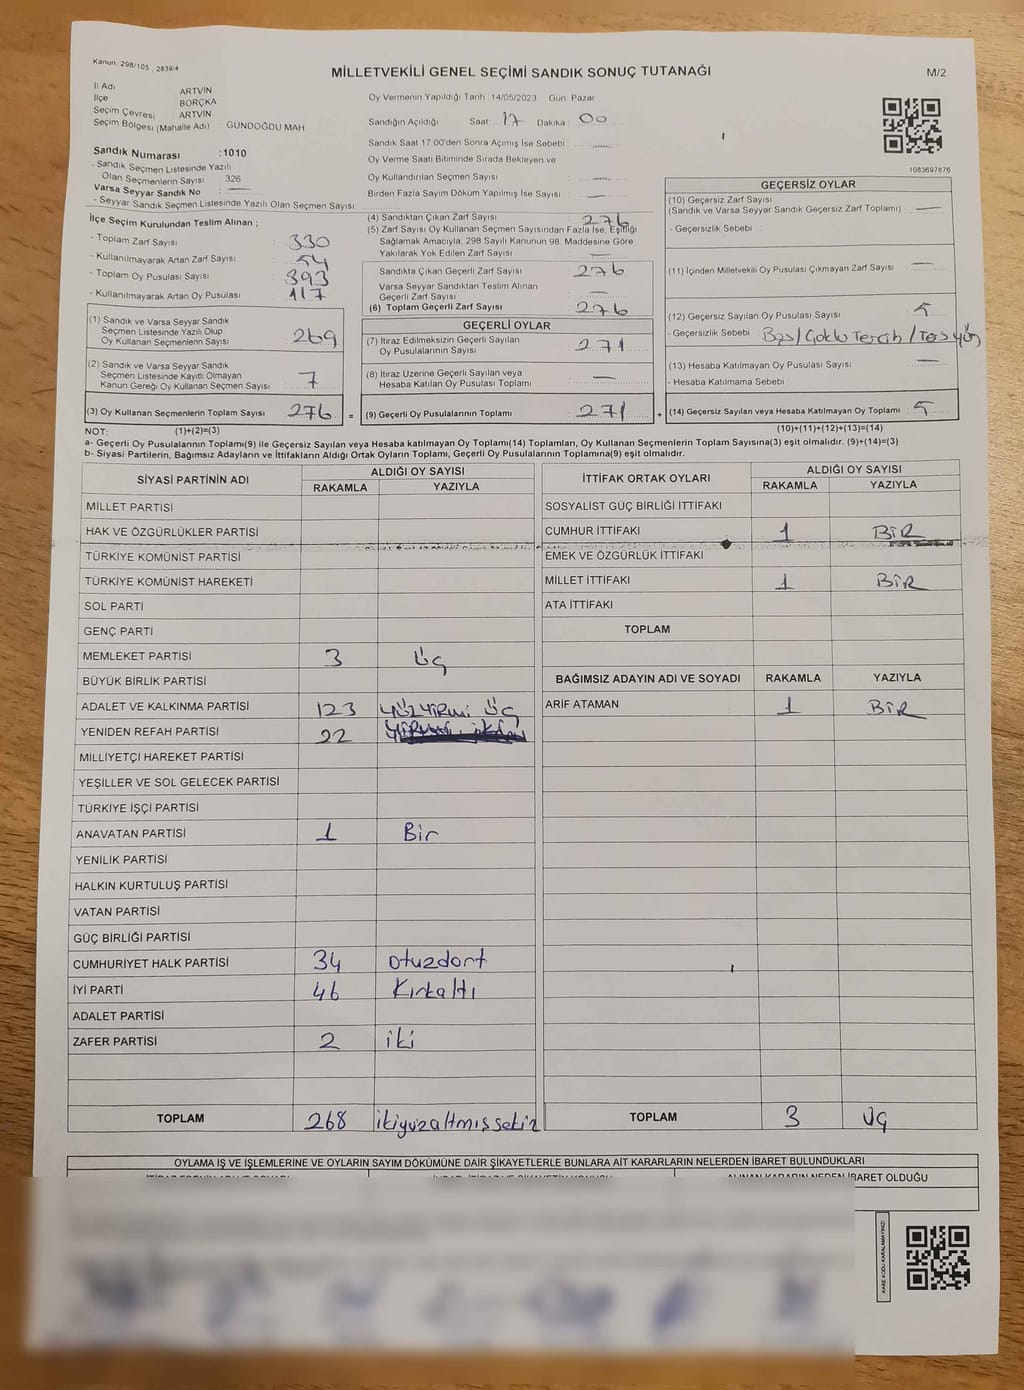 Kanun; 298/105 , 2839/4
MİLLETVEKİLİ GENEL SEÇİMİ SANDIK SONUÇ TUTANAĞI
M/2
İl Adı ARTVİN
İlçe BORÇKA
Seçim Çevresi ARTVİN
Seçim Bölgesi (Mahalle Adı) : GÜNDOĞDU MAH
Sandık Numarası :1010
- Sandık Seçmen Listesinde Yazılı
Olan Seçmenlerin Sayısı : 326
Varsa Seyyar Sandık No :
- Seyyar Sandık Seçmen Listesinde Yazılı Olan Seçmen Sayısı:
Oy Vermenin Yapıldığı Tarih :14/05/2023 Gün: Pazar
Sandığın Açıldığı Saat 17 Dakika 00
Sandık Saat 17:00'den Sonra Açımış İse Sebebi :
Oy Verme Saati Bitiminde Sırada Bekleyen ve
Oy Kullandırılan Seçmen Sayısı
Birden Fazla Sayım Döküm Yapılmış İse Sayısı :
1083697876
İlçe Seçim Kurulundan Teslim Alınan ;
- Toplam Zarf Sayısı : 330
- Kullanılmayarak Artan Zarf Sayısı : 54
- Toplam Oy Pusulası Sayısı : 393
- Kullanılmayarak Artan Oy Pusulası : 117
(1) Sandık ve Varsa Seyyar Sandık
Seçmen Listesinde Yazılı Olup
Oy Kullanan Seçmenlerin Sayısı : 269
(2) Sandık ve Varsa Seyyar Sandık
Seçmen Listesinde Kayıtlı Olmayan
Kanun Gereği Oy Kullanan Seçmen Sayısı : 7
(3) Oy Kullanan Seçmenlerin Toplam Sayısı : 276 =
(4) Sandıktan Çıkan Zarf Sayısı : 276
(5) Zarf Sayısı Oy Kullanan Seçmen Sayısından Fazla İse, Eşitliği
Sağlamak Amacıyla; 298 Sayılı Kanunun 98. Maddesine Göre
Yakılarak Yok Edilen Zarf Sayısı :
Sandıkta Çıkan Geçerli Zarf Sayısı : 276
Varsa Seyyar Sandıktan Teslim Alınan
Geçerli Zarf Sayısı :
(6) Toplam Geçerli Zarf Sayısı : 276
GEÇERLİ OYLAR
(7) İtiraz Edilmeksizin Geçerli Sayılan
Oy Pusulalarının Sayısı : 271
(8) İtiraz Üzerine Geçerli Sayılan veya
Hesaba Katılan Oy Pusulası Toplamı :
(9) Geçerli Oy Pusulalarının Toplamı : 271 +
GEÇERSİZ OYLAR
(10) Geçersiz Zarf Sayısı
(Sandık ve Varsa Seyyar Sandık Geçersiz Zarf Toplamı) :
- Geçersizlik Sebebi :
(11) İçinden Milletvekili Oy Pusulası Çıkmayan Zarf Sayısı :
(12) Geçersiz Sayılan Oy Pusulası Sayısı : 5
- Geçersizlik Sebebi : Boş/Çoklu Tercih/Tersyüz
(13) Hesaba Katılmayan Oy Pusulası Sayısı :
- Hesaba Katılmama Sebebi :
(14) Geçersiz Sayılan veya Hesaba Katılmayan Oy Toplamı : 5
NOT: (1)+(2)=(3)
(10)+(11)+(12)+(13)=(14)
a- Geçerli Oy Pusulalarının Toplamı(9) ile Geçersiz Sayılan veya Hesaba katılmayan Oy Toplamı(14) Toplamları, Oy Kullanan Seçmenlerin Toplam Sayısına(3) eşit olmalıdır. (9)+(14)=(3)
b- Siyasi Partilerin, Bağımsız Adayların ve İttifakların Aldığı Ortak Oyların Toplamı, Geçerli Oy Pusulalarının Toplamına(9) eşit olmalıdır.
SİYASİ PARTİNİN ADI ALDIĞI OY SAYISI
RAKAMLA YAZIYLA
MİLLET PARTİSİ
HAK VE ÖZGÜRLÜKLER PARTİSİ
TÜRKİYE KOMÜNİST PARTİSİ
TÜRKİYE KOMÜNİST HAREKETİ
SOL PARTİ
GENÇ PARTİ
MEMLEKET PARTİSİ 3 Üç
BÜYÜK BİRLİK PARTİSİ
ADALET VE KALKINMA PARTİSİ 123 YÜZYİRMİ ÜÇ
YENİDEN REFAH PARTİSİ 22
MİLLİYETÇİ HAREKET PARTİSİ
YEŞİLLER VE SOL GELECEK PARTİSİ
TÜRKİYE İŞÇİ PARTİSİ
ANAVATAN PARTİSİ 1 Bir
YENİLİK PARTİSİ
HALKIN KURTULUŞ PARTİSİ
VATAN PARTİSİ
GÜÇ BİRLİĞİ PARTİSİ
CUMHURİYET HALK PARTİSİ 34 otuzdort
İYİ PARTİ 46 Kırkaltı
ADALET PARTİSİ
ZAFER PARTİSİ 2 iki
TOPLAM 268 ikiyüzaltmışsekiz
İTTİFAK ORTAK OYLARI ALDIĞI OY SAYISI
RAKAMLA YAZIYLA
SOSYALİST GÜÇ BİRLİĞİ İTTİFAKI
CUMHUR İTTİFAKI 1 BİR
EMEK VE ÖZGÜRLÜK İTTİFAKI
MİLLET İTTİFAKI 1 BİR
ATA İTTİFAKI
TOPLAM
BAĞIMSIZ ADAYIN ADI VE SOYADI RAKAMLA YAZIYLA
ARİF ATAMAN 1 BİR
TOPLAM 3 Üç
OYLAMA İŞ VE İŞLEMLERİNE VE OYLARIN SAYIM DÖKÜMÜNE DAİR ŞİKAYETLERLE BUNLARA AİT KARARLARIN NELERDEN İBARET BULUNDUKLARI
ALINAN KARARIN NEDEN İBARET OLDUĞU
KARE KODU KARALAMAYINIZ!